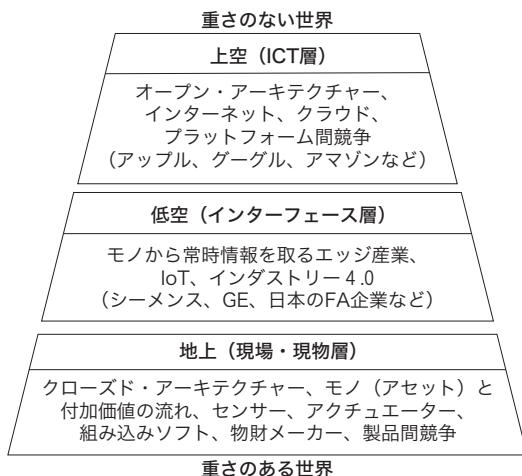 重さのない世界
上空（ICT層）
オープン・アーキテクチャー、
インターネット、クラウド、
プラットフォーム間競争
（アップル、グーグル、アマゾンなど）
低空（インターフェース層）
モノから常時情報を取るエッジ産業、
IoT、インダストリー 4 .0
（シーメンス、GE、日本のFA企業など）
地上（現場・現物層）
クローズド・アーキテクチャー、モノ（アセット）と
付加価値の流れ、センサー、アクチュエーター、
組み込みソフト、物財メーカー、製品間競争
重さのある世界